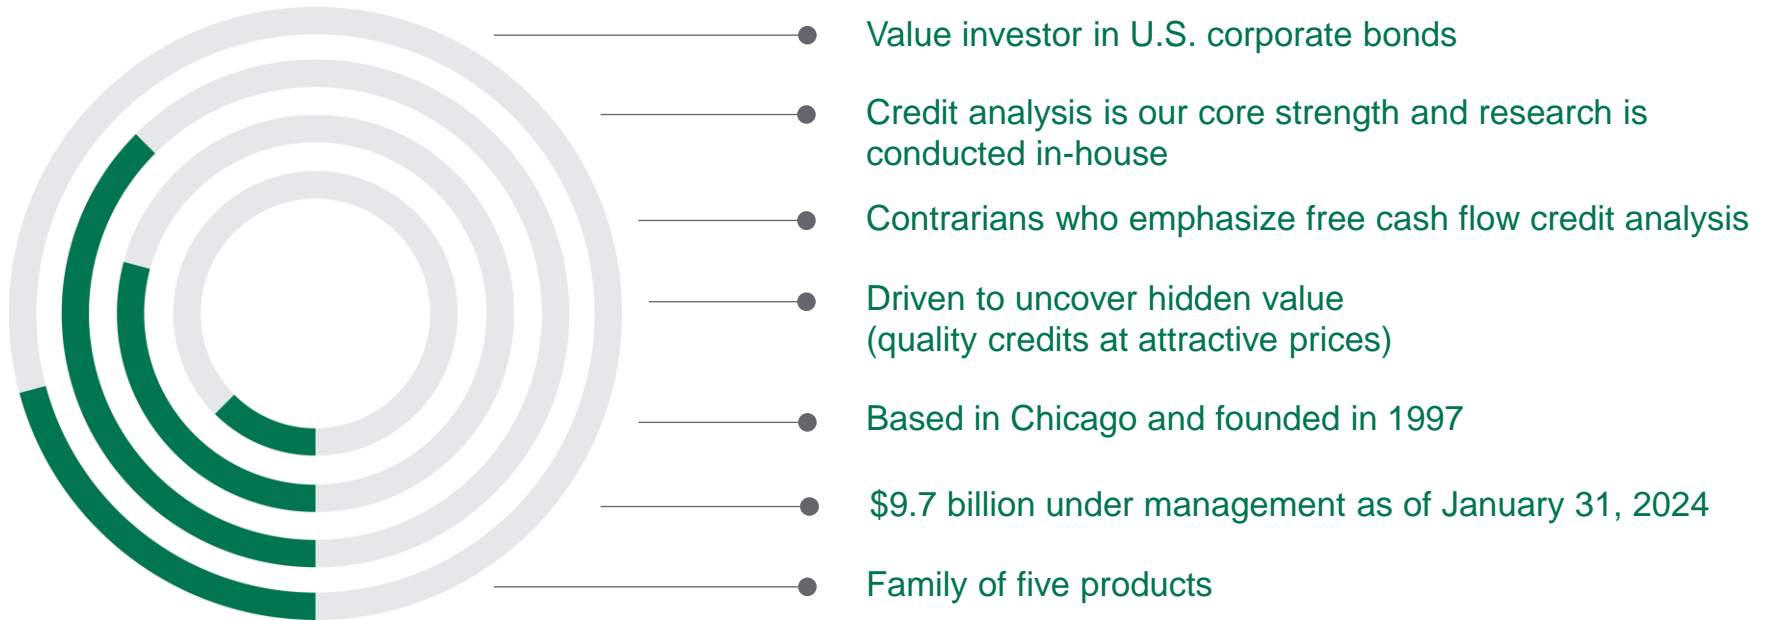 Value investor in U.S. corporate bonds
Credit analysis is our core strength and research is
conducted in-house
Contrarians who emphasize free cash flow credit analysis
Driven to uncover hidden value
(quality credits at attractive prices)
Based in Chicago and founded in 1997
$9.7 billion under management as of January 31, 2024
Family of five products